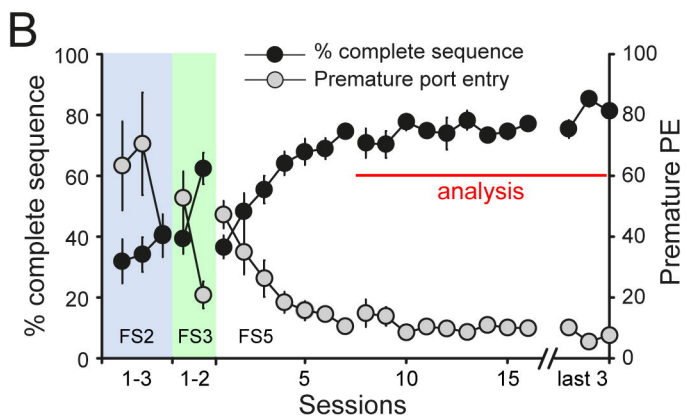 B
% complete sequence
Premature port entry
100
80
60
40
20
0
% complete sequence
100
80
60
40
20
0
Premature PE
analysis
FS2
FS3
FS5
1-3
1-2
5
10
15
last 3
Sessions